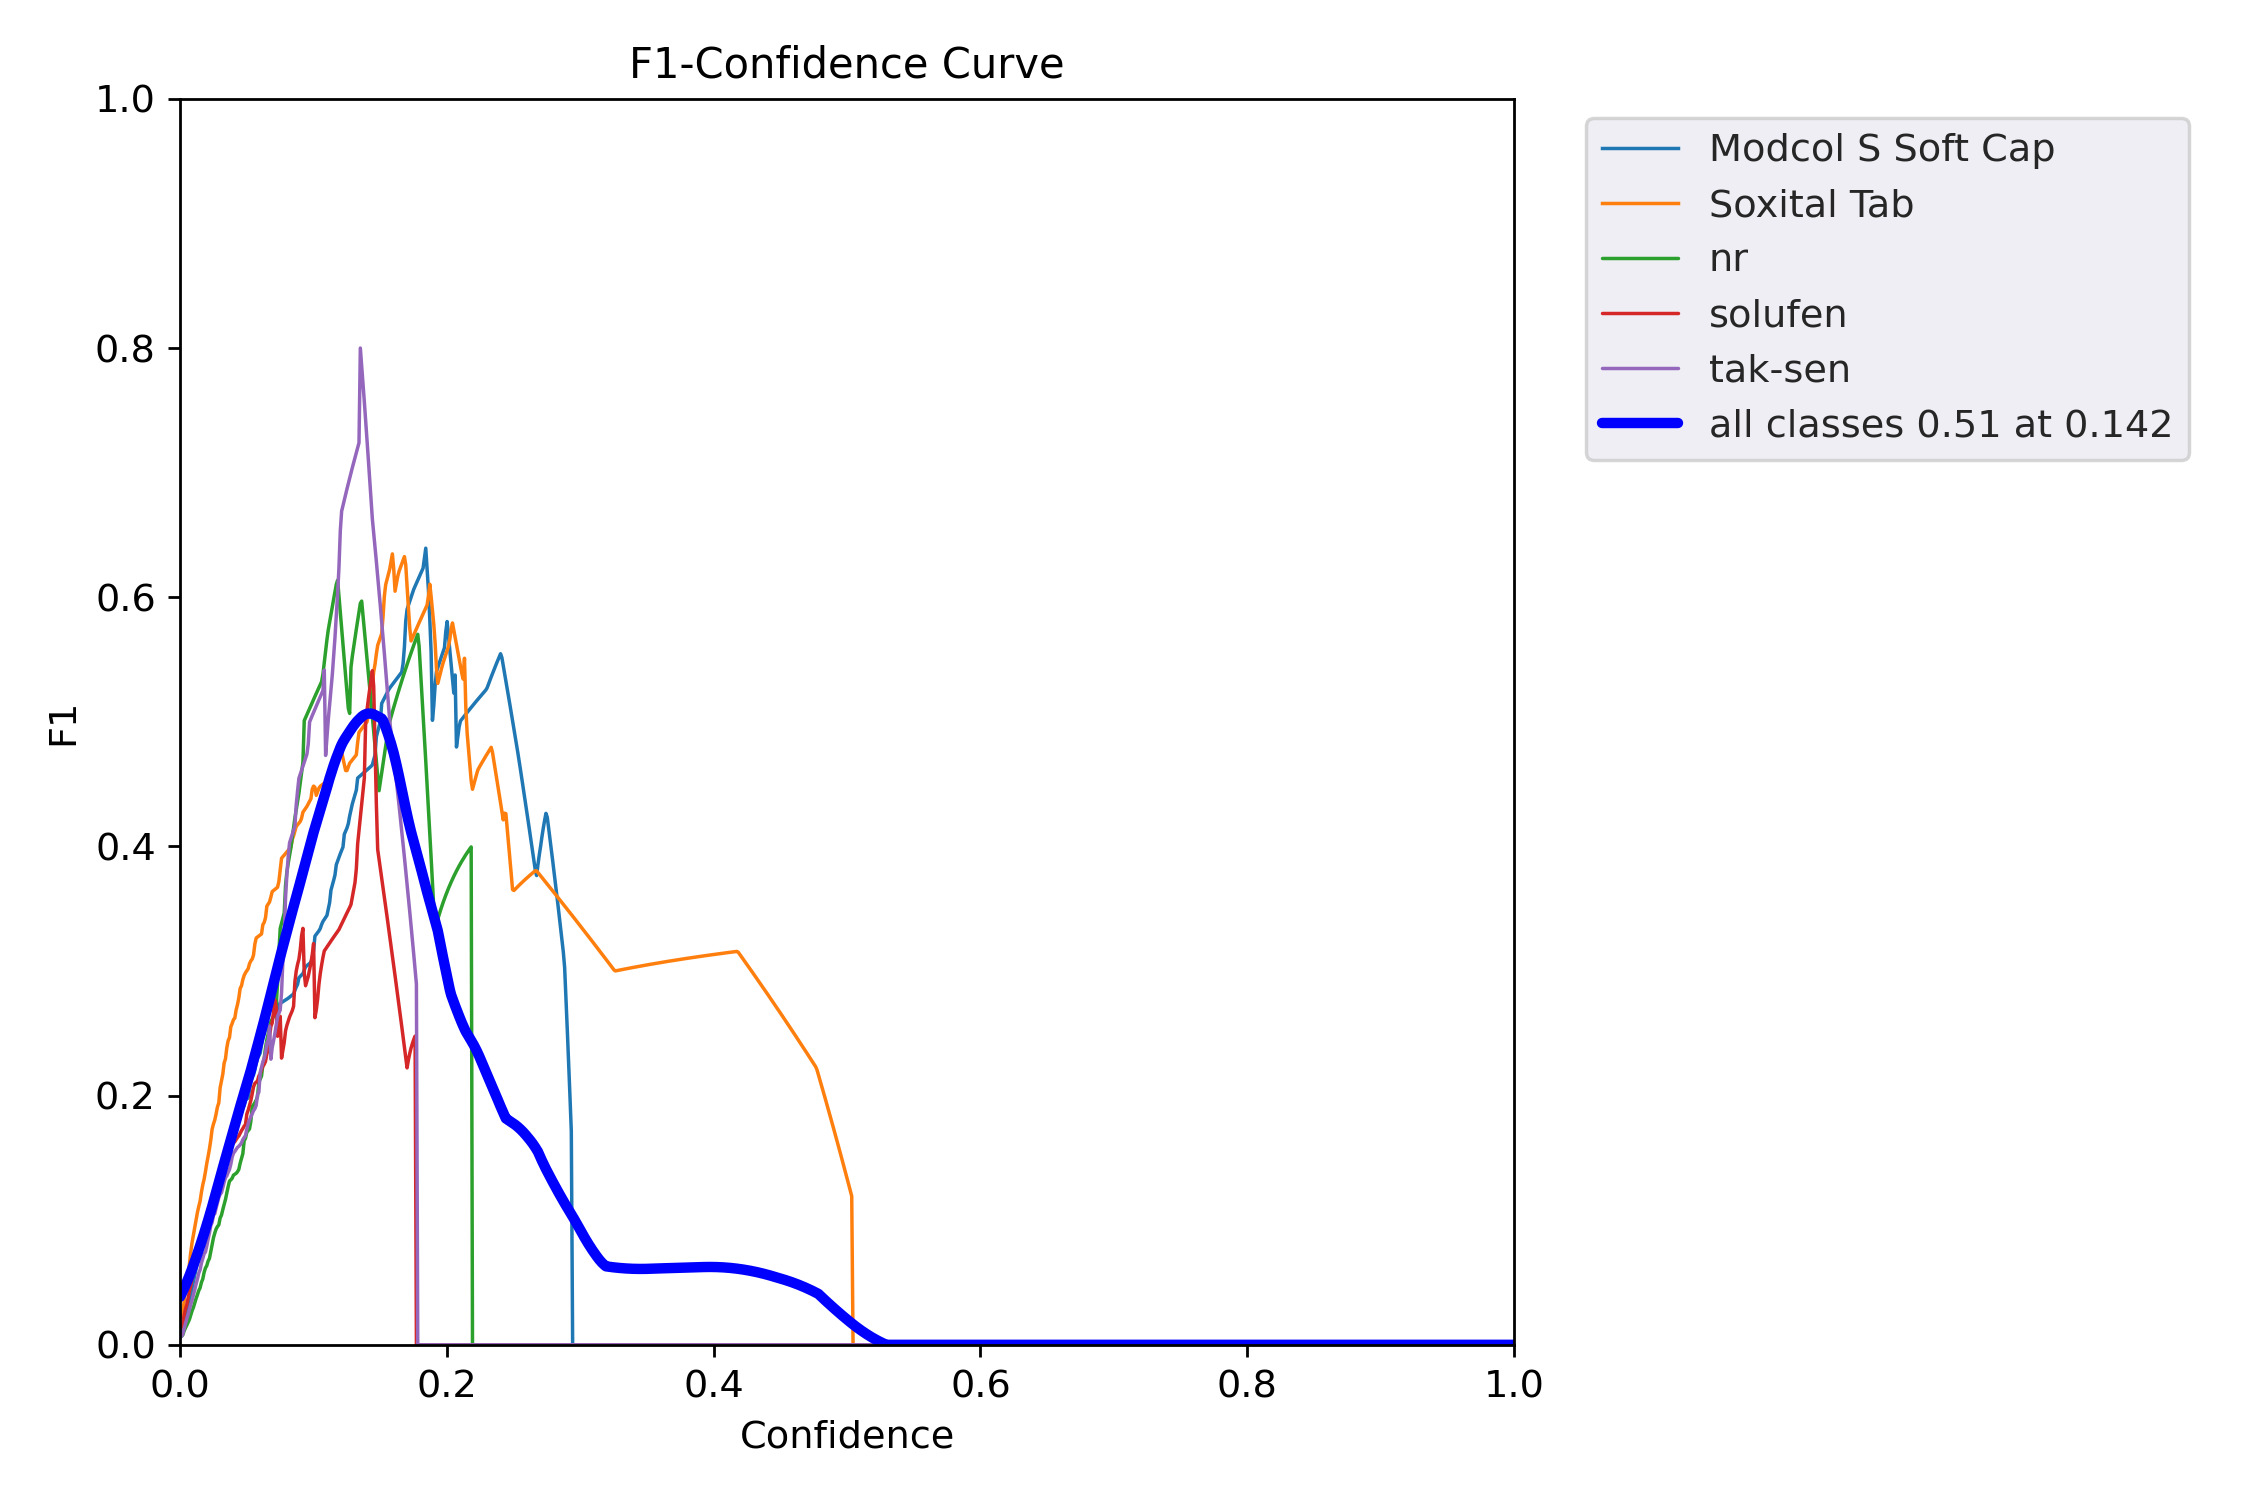 F1-Confidence Curve
1.0
0.8
0.6
0.4
0.2
0.0
F1
0.0 0.2 0.4 0.6 0.8 1.0
Confidence
Modcol S Soft Cap
Soxital Tab
nr
solufen
tak-sen
all classes 0.51 at 0.142